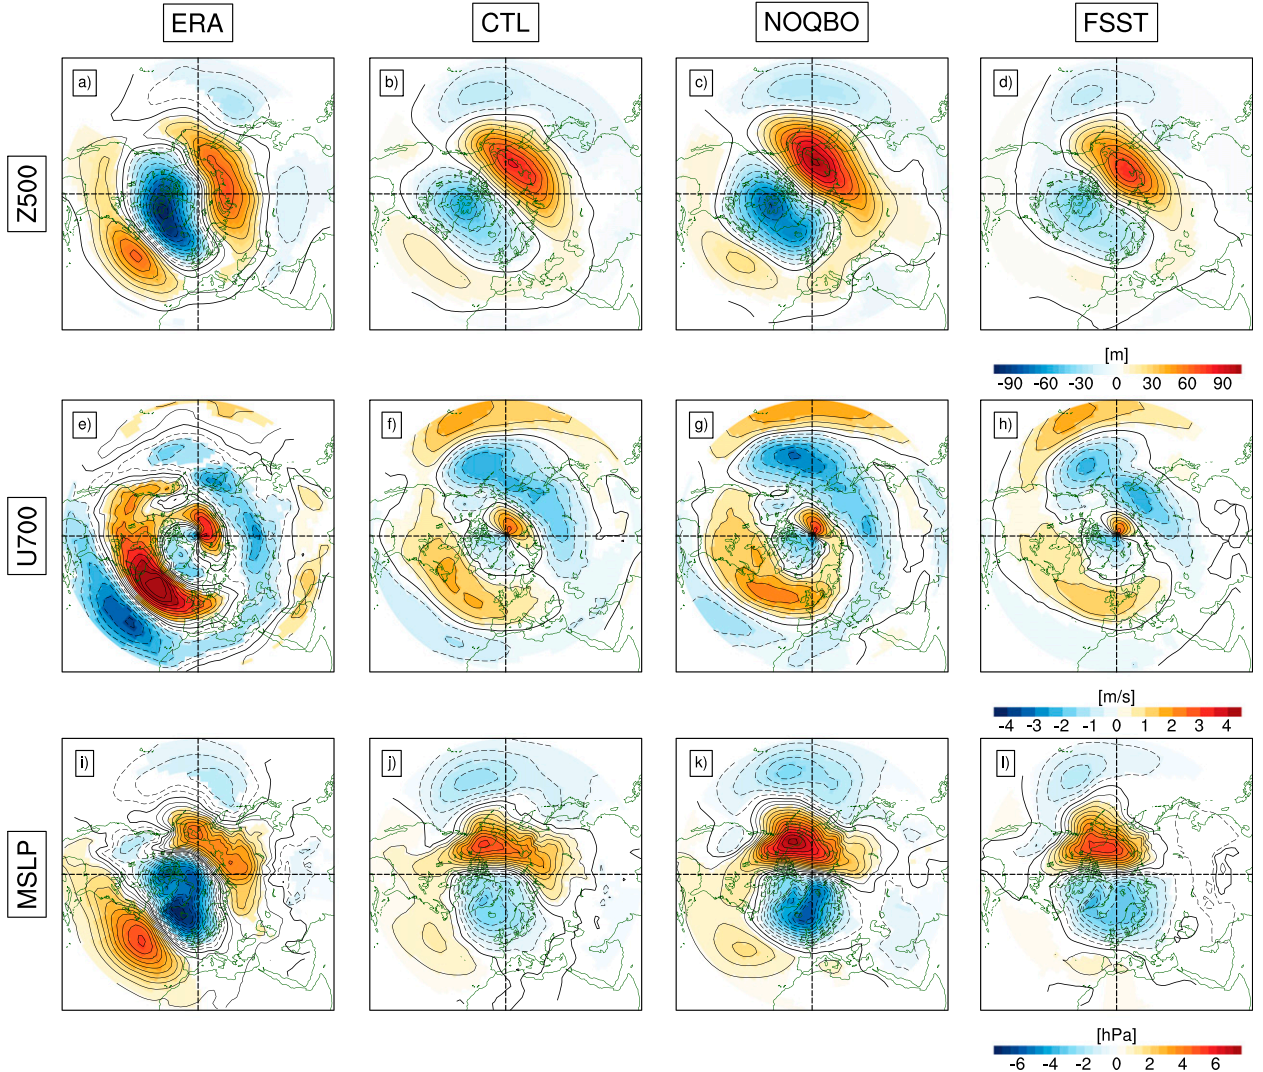 ERA CTL NOQBO FSST
Z500
a) b) c) d)
[m]
-90 -60 -30 0 30 60 90
U700
e) f) g) h)
[m/s]
-4 -3 -2 -1 0 1 2 3 4
MSLP
i) j) k) l)
[hPa]
-6 -4 -2 0 2 4 6